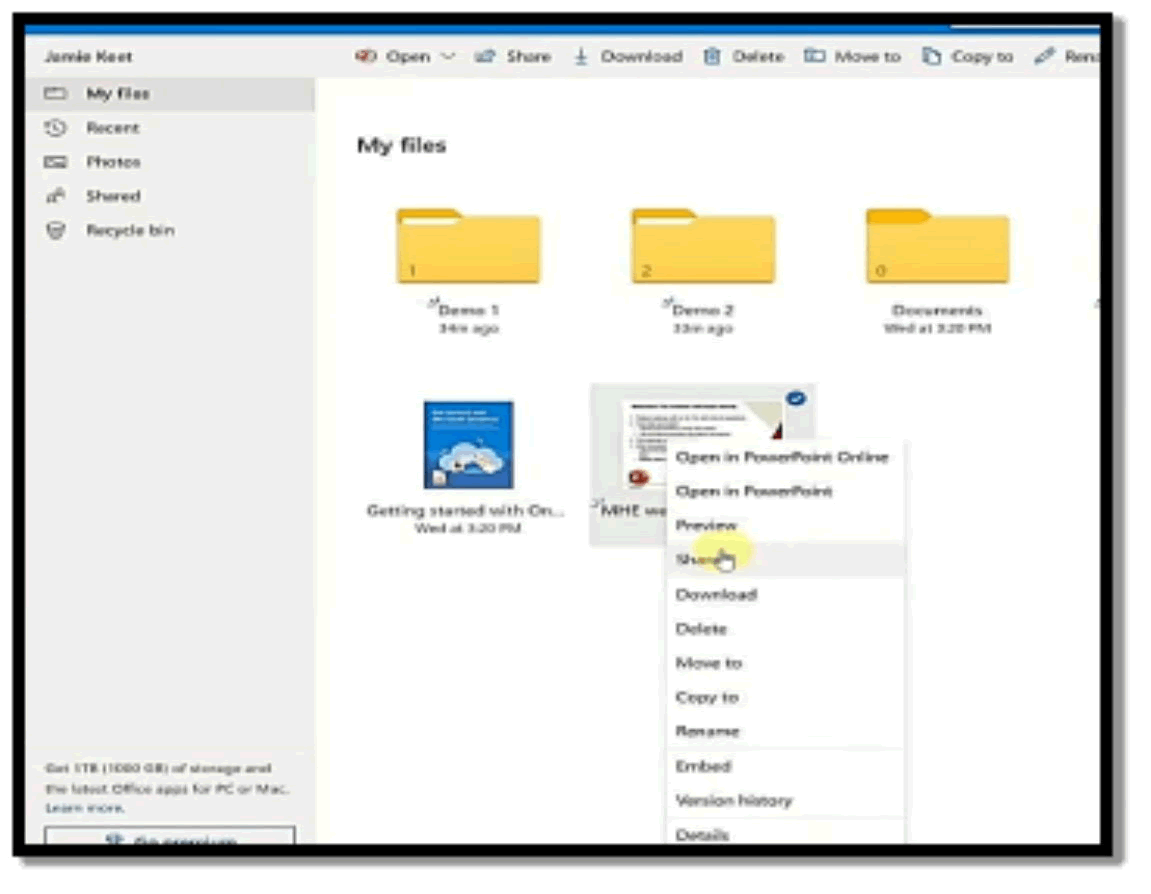 Jamie Keet
Open Share Download Delete Move to Copy to
My files
Recent
Photos
Shared
Recycle bin
Get 1TB (1000 GB) of storage and
the latest Office apps for PC or Mac.
Learn more.
Go premium
My files
1
Demo 1
34m ago
2
Demo 2
33m ago
0
Documents
Wed at 3:20 PM
Getting started with On...
Wed at 3:20 PM
MHE we
Open in PowerPoint Online
Open in PowerPoint
Preview
Share
Download
Delete
Move to
Copy to
Rename
Embed
Version history
Details